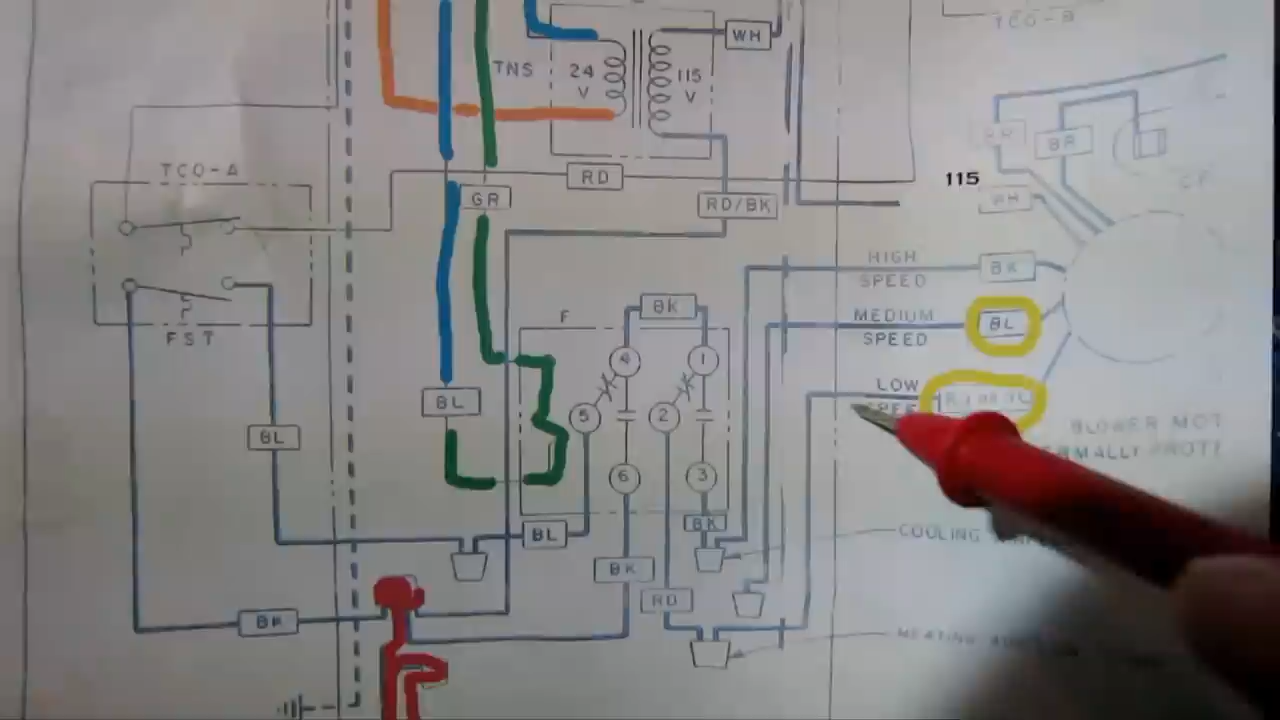 TCO-B
WH
TNS
24
V
115
V
BR
TCO-A
RD
115
GR
RD/BK
WH
HIGH
SPEED
BK
FST
F
BK
MEDIUM
SPEED
BL
4
1
LOW
BL
5
2
BLOWER MOT
BL
6
3
BK
BL
COOLING
BK
RD
BK
HEATING